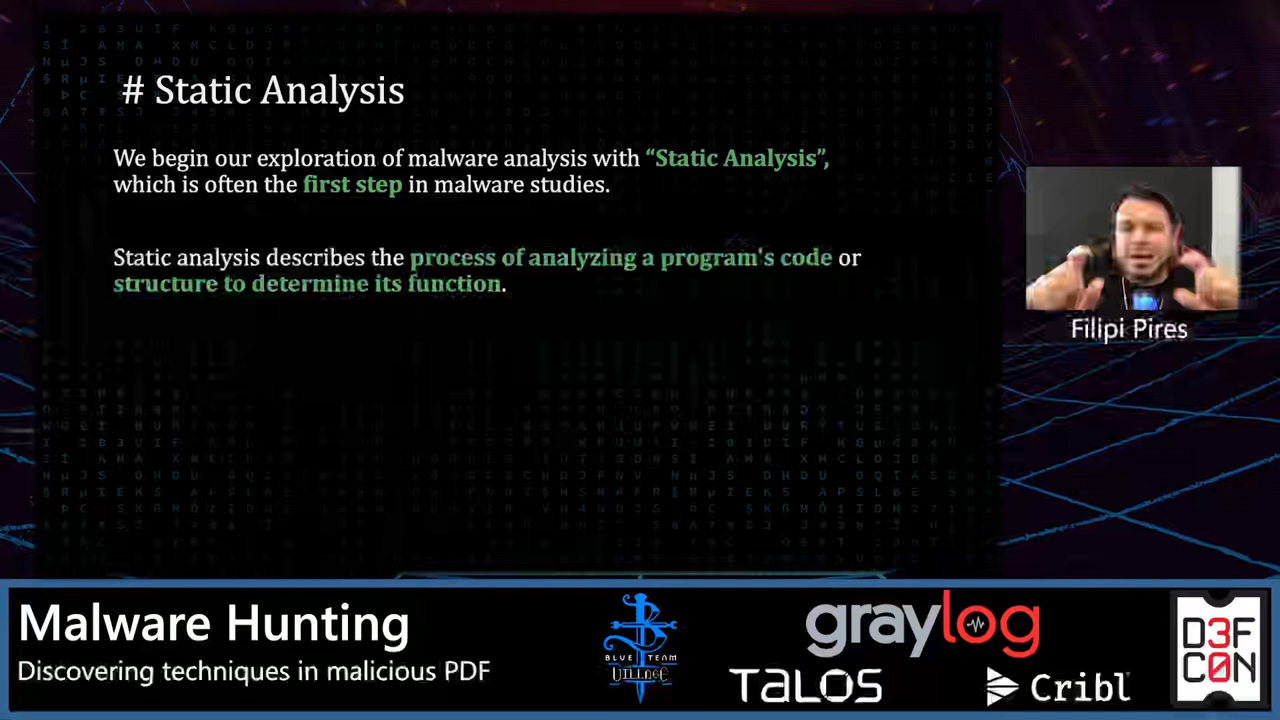 # Static Analysis
We begin our exploration of malware analysis with “Static Analysis”,
which is often the first step in malware studies.
Static analysis describes the process of analyzing a program's code or
structure to determine its function.
Filipi Pires
Malware Hunting
Discovering techniques in malicious PDF
BLUE TEAM
VILLAGE
graylog
TALOS
Cribl
D3F
C0N